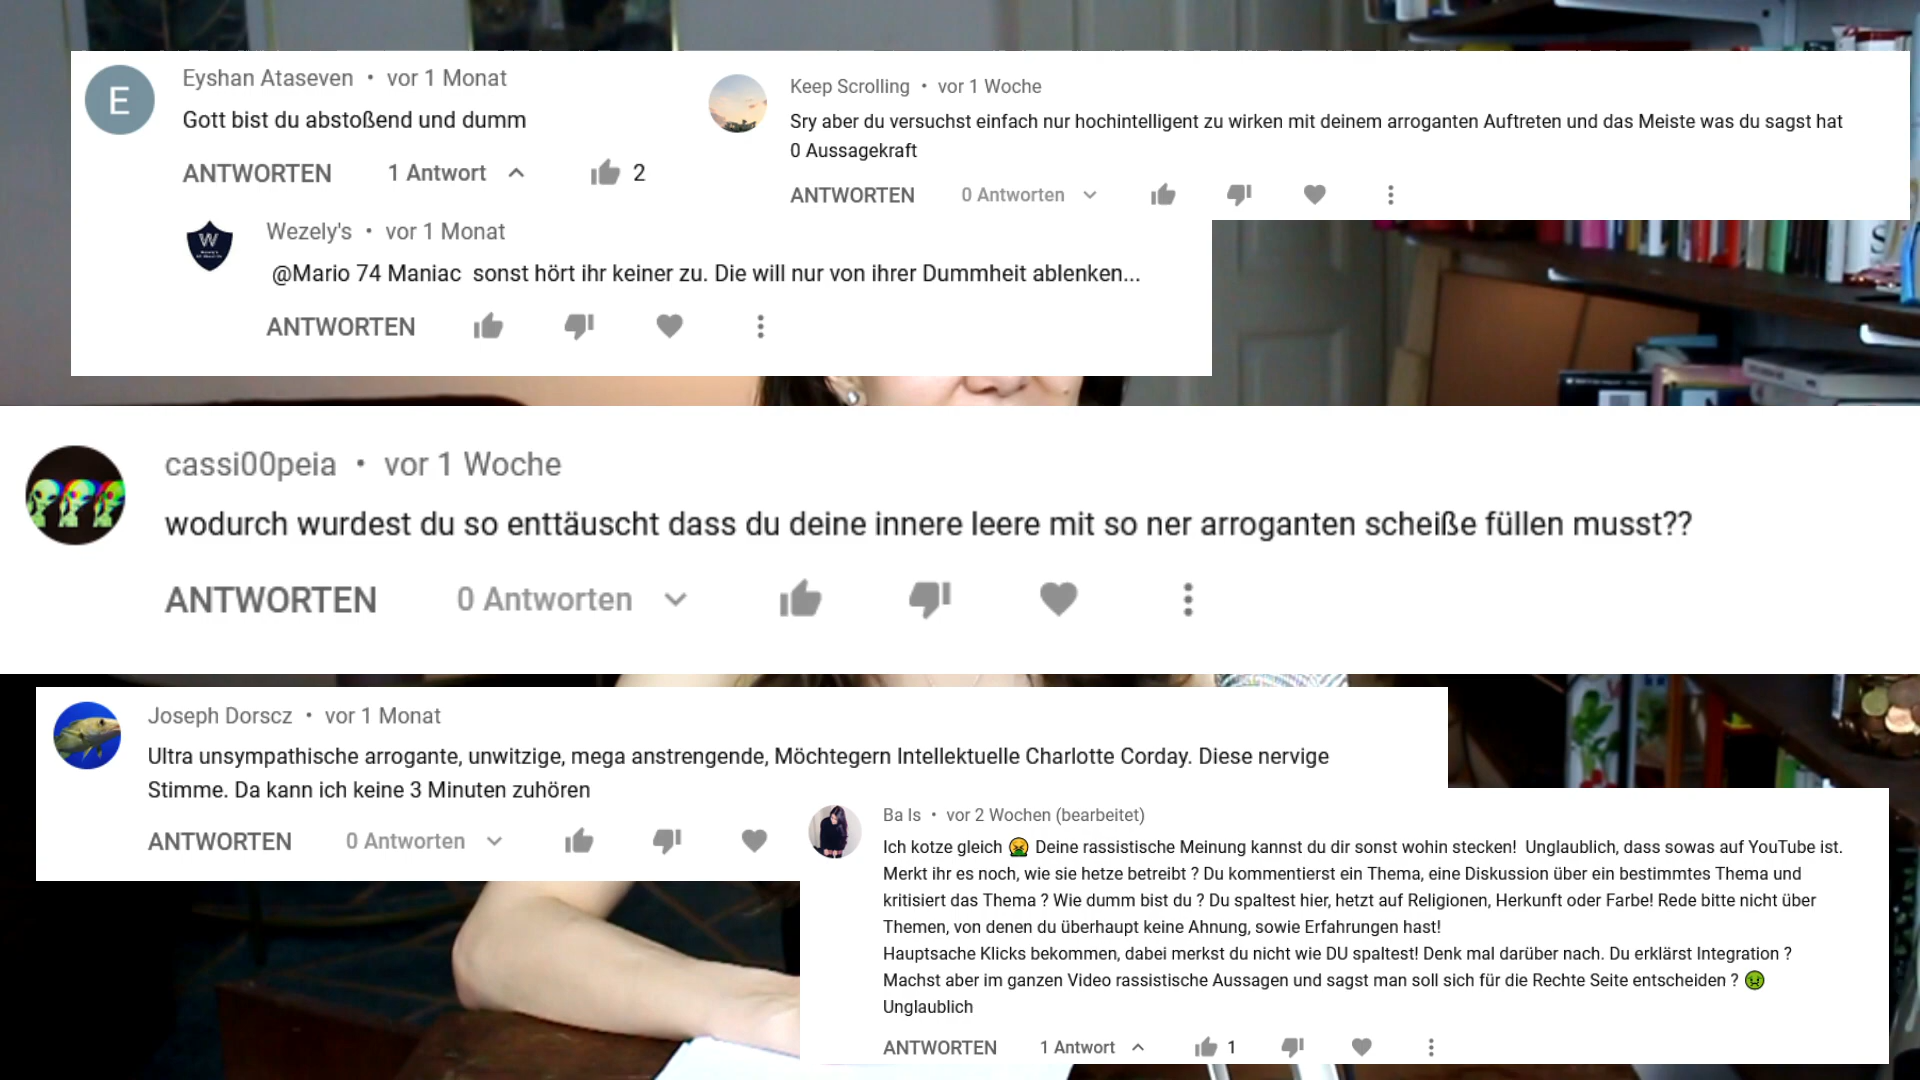 E
Eyshan Ataseven • vor 1 Monat
Gott bist du abstoßend und dumm
ANTWORTEN 1 Antwort 2
W
Wezely's • vor 1 Monat
@Mario 74 Maniac sonst hört ihr keiner zu. Die will nur von ihrer Dummheit ablenken...
ANTWORTEN
Keep Scrolling • vor 1 Woche
Sry aber du versuchst einfach nur hochintelligent zu wirken mit deinem arroganten Auftreten und das Meiste was du sagst hat
0 Aussagekraft
ANTWORTEN 0 Antworten
cassi00peia • vor 1 Woche
wodurch wurdest du so enttäuscht dass du deine innere leere mit so ner arroganten scheiße füllen musst??
ANTWORTEN 0 Antworten
Joseph Dorscz • vor 1 Monat
Ultra unsympathische arrogante, unwitzige, mega anstrengende, Möchtegern Intellektuelle Charlotte Corday. Diese nervige
Stimme. Da kann ich keine 3 Minuten zuhören
ANTWORTEN 0 Antworten
Ba Is • vor 2 Wochen (bearbeitet)
Ich kotze gleich 🤮 Deine rassistische Meinung kannst du dir sonst wohin stecken! Unglaublich, dass sowas auf YouTube ist.
Merkt ihr es noch, wie sie hetze betreibt ? Du kommentierst ein Thema, eine Diskussion über ein bestimmtes Thema und
kritisiert das Thema ? Wie dumm bist du ? Du spaltest hier, hetzt auf Religionen, Herkunft oder Farbe! Rede bitte nicht über
Themen, von denen du überhaupt keine Ahnung, sowie Erfahrungen hast!
Hauptsache Klicks bekommen, dabei merkst du nicht wie DU spaltest! Denk mal darüber nach. Du erklärst Integration ?
Machst aber im ganzen Video rassistische Aussagen und sagst man soll sich für die Rechte Seite entscheiden ? 🤢
Unglaublich
ANTWORTEN 1 Antwort 1